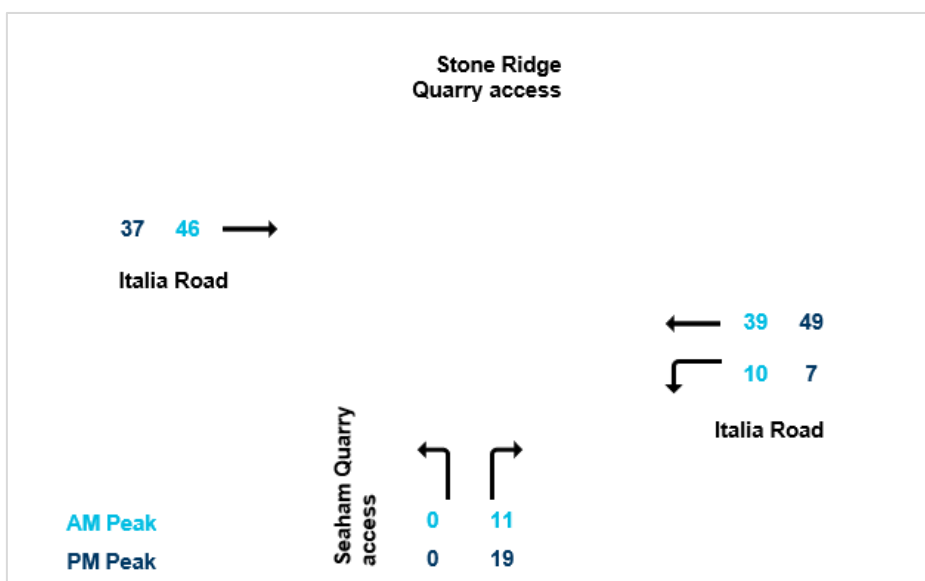 Stone Ridge
Quarry access
37 46
Italia Road
39 49
10 7
Italia Road
Seaham Quarry
access
0 11
AM Peak
0 19
PM Peak